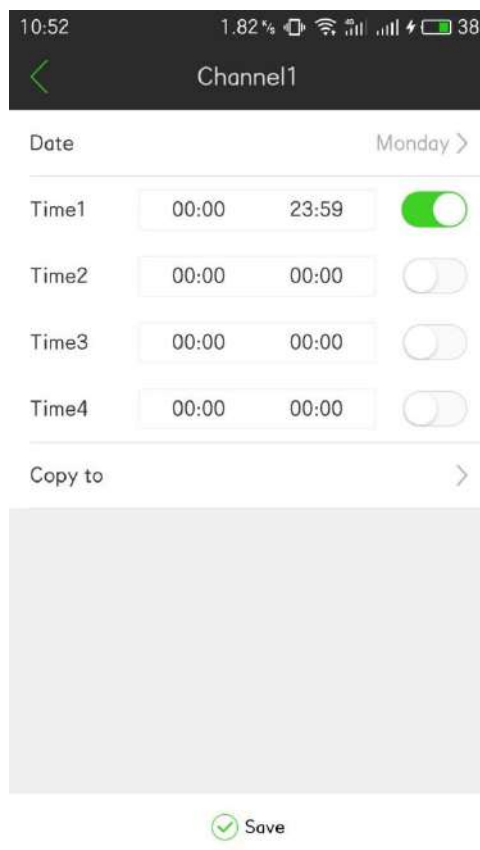 10:52 1.82 K/s 4G 38
Channel1
Date Monday
Time1 00:00 23:59
Time2 00:00 00:00
Time3 00:00 00:00
Time4 00:00 00:00
Copy to
Save